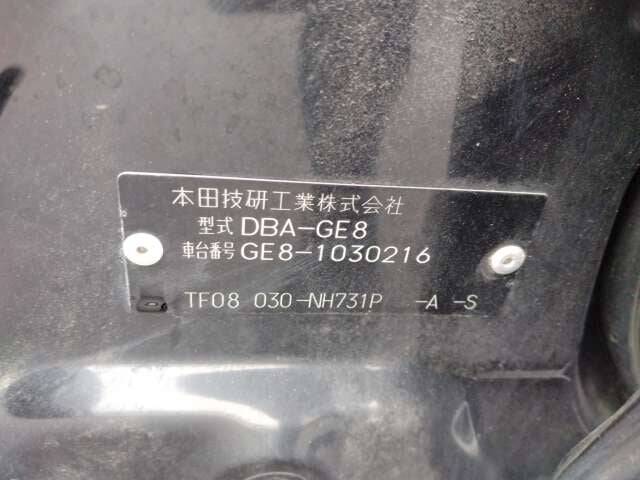 本田技研工業株式会社
型式 DBA-GE8
車台番号 GE8-1030216
TF08 030-NH731P -A -S